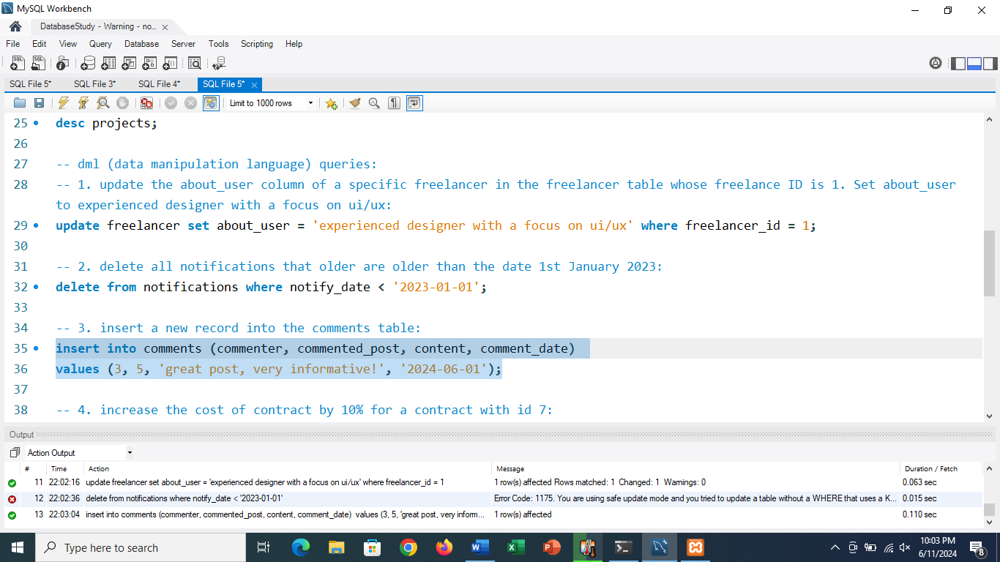 MySQL Workbench
DatabaseStudy - Warning - no...
File Edit View Query Database Server Tools Scripting Help
SQL File 5* SQL File 3* SQL File 4* SQL File 5*
Limit to 1000 rows
25 desc projects;
26
27 -- dml (data manipulation language) queries:
28 -- 1. update the about_user column of a specific freelancer in the freelancer table whose freelance ID is 1. Set about_user
to experienced designer with a focus on ui/ux:
29 update freelancer set about_user = 'experienced designer with a focus on ui/ux' where freelancer_id = 1;
30
31 -- 2. delete all notifications that older are older than the date 1st January 2023:
32 delete from notifications where notify_date < '2023-01-01';
33
34 -- 3. insert a new record into the comments table:
35 insert into comments (commenter, commented_post, content, comment_date)
36 values (3, 5, 'great post, very informative!', '2024-06-01');
37
38 -- 4. increase the cost of contract by 10% for a contract with id 7:
Output
Action Output
# Time Action Message Duration / Fetch
11 22:02:16 update freelancer set about_user = 'experienced designer with a focus on ui/ux' where freelancer_id = 1 1 row(s) affected Rows matched: 1 Changed: 1 Warnings: 0 0.063 sec
12 22:02:36 delete from notifications where notify_date < '2023-01-01' Error Code: 1175. You are using safe update mode and you tried to update a table without a WHERE that uses a K... 0.015 sec
13 22:03:04 insert into comments (commenter, commented_post, content, comment_date) values (3, 5, 'great post, very inform... 1 row(s) affected 0.110 sec
Type here to search
10:03 PM
6/11/2024
8